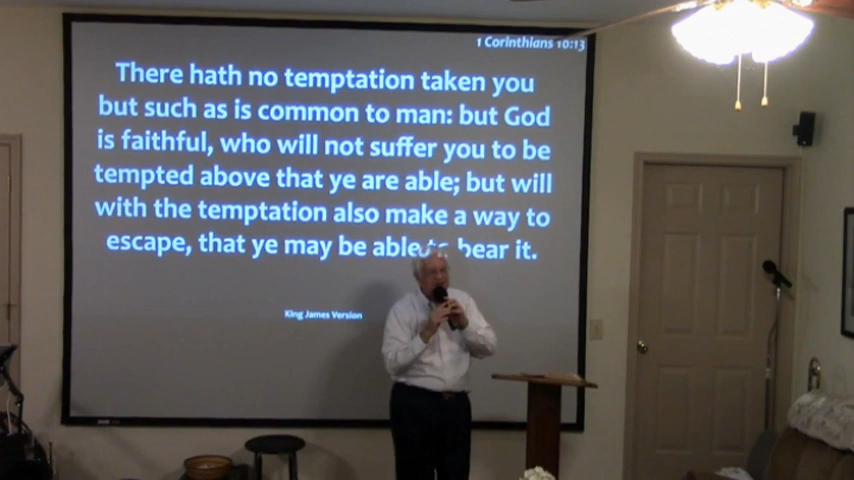 1 Corinthians 10:13
There hath no temptation taken you
but such as is common to man: but God
is faithful, who will not suffer you to be
tempted above that ye are able; but will
with the temptation also make a way to
escape, that ye may be able to bear it.
King James Version